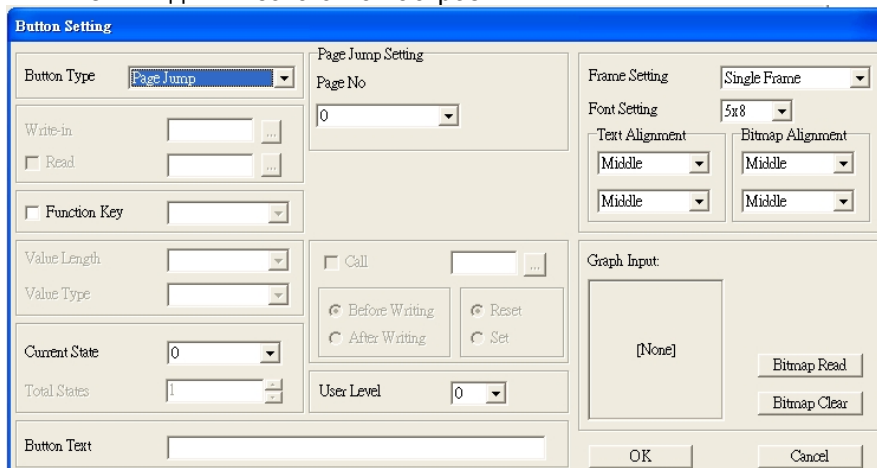 Button Setting
Button Type Page Jump
Page Jump Setting
Page No
0
Write-in ...
Read ...
Function Key
Value Length
Value Type
Call ...
Before Writing
After Writing
Reset
Set
Current State 0
Total States 1
User Level 0
Button Text
Frame Setting Single Frame
Font Setting 5x8
Text Alignment
Middle
Middle
Bitmap Alignment
Middle
Middle
Graph Input:
[None]
Bitmap Read
Bitmap Clear
OK Cancel